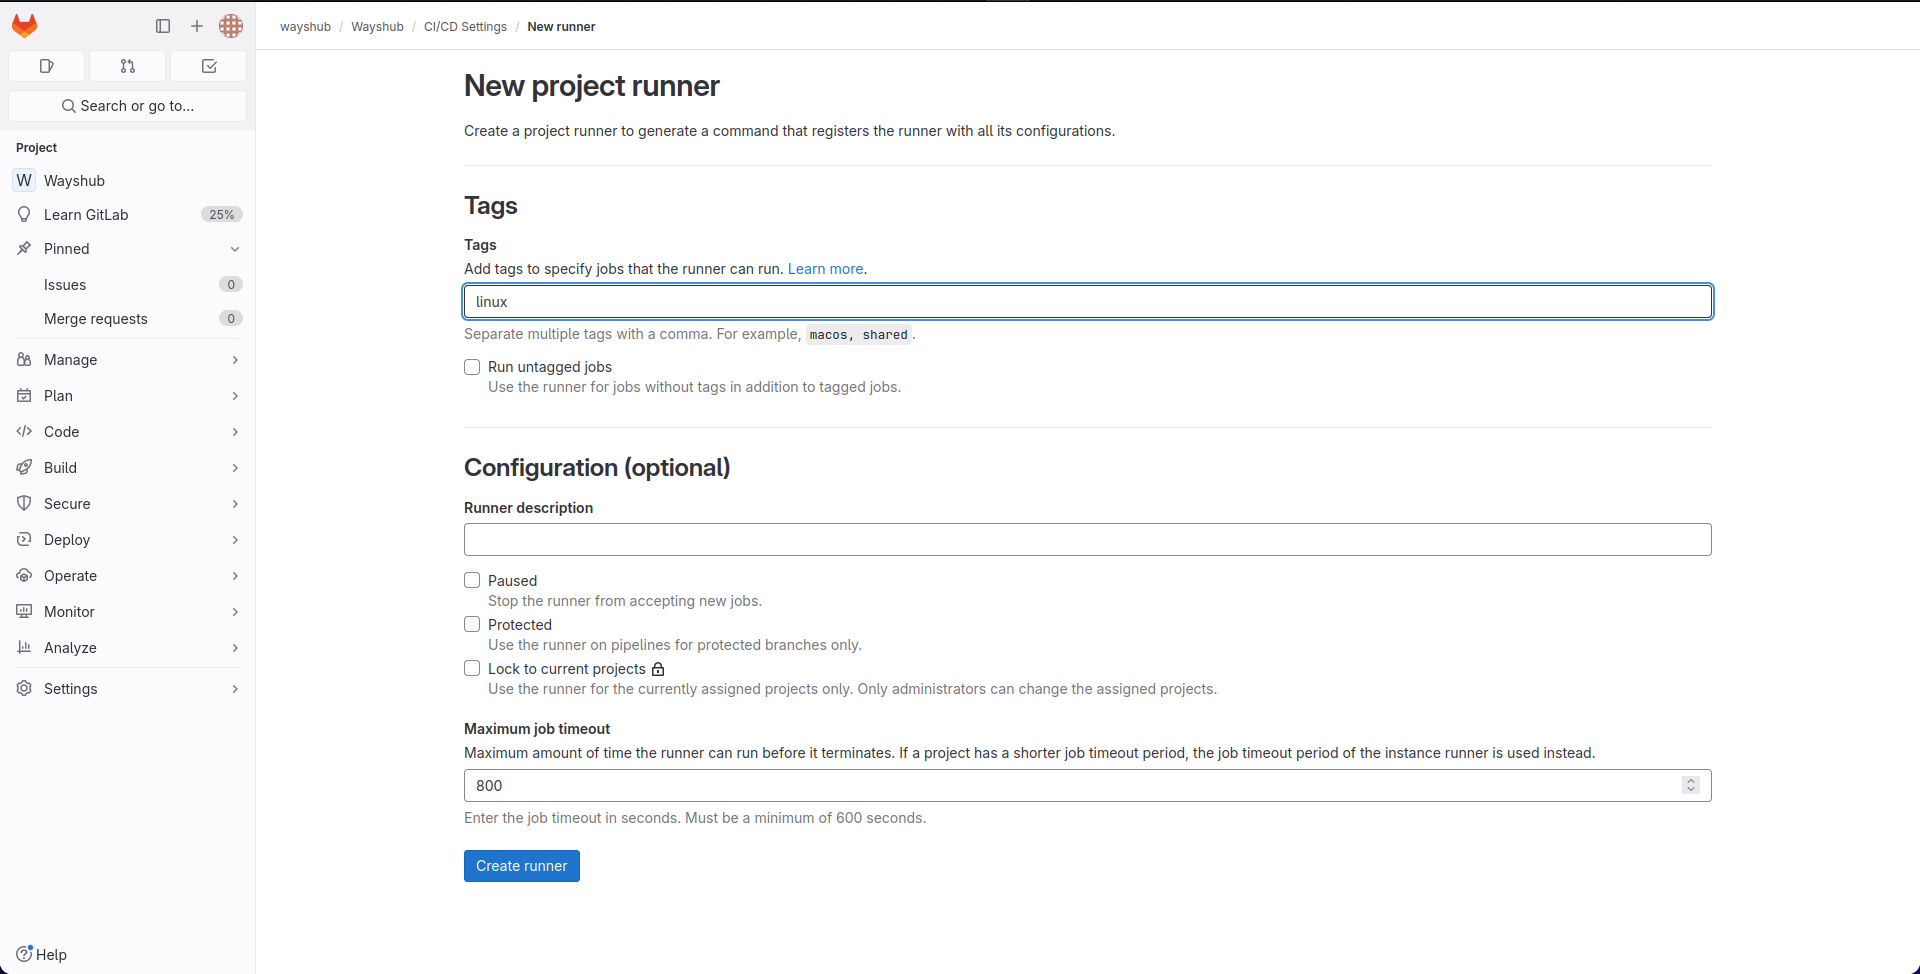 wayshub / Wayshub / CI/CD Settings / New runner
Search or go to...
Project
W Wayshub
Learn GitLab 25%
Pinned
Issues 0
Merge requests 0
Manage
Plan
Code
Build
Secure
Deploy
Operate
Monitor
Analyze
Settings
Help
New project runner
Create a project runner to generate a command that registers the runner with all its configurations.
Tags
Tags
Add tags to specify jobs that the runner can run. Learn more.
linux
Separate multiple tags with a comma. For example, macos, shared.
Run untagged jobs
Use the runner for jobs without tags in addition to tagged jobs.
Configuration (optional)
Runner description
Paused
Stop the runner from accepting new jobs.
Protected
Use the runner on pipelines for protected branches only.
Lock to current projects
Use the runner for the currently assigned projects only. Only administrators can change the assigned projects.
Maximum job timeout
Maximum amount of time the runner can run before it terminates. If a project has a shorter job timeout period, the job timeout period of the instance runner is used instead.
800
Enter the job timeout in seconds. Must be a minimum of 600 seconds.
Create runner